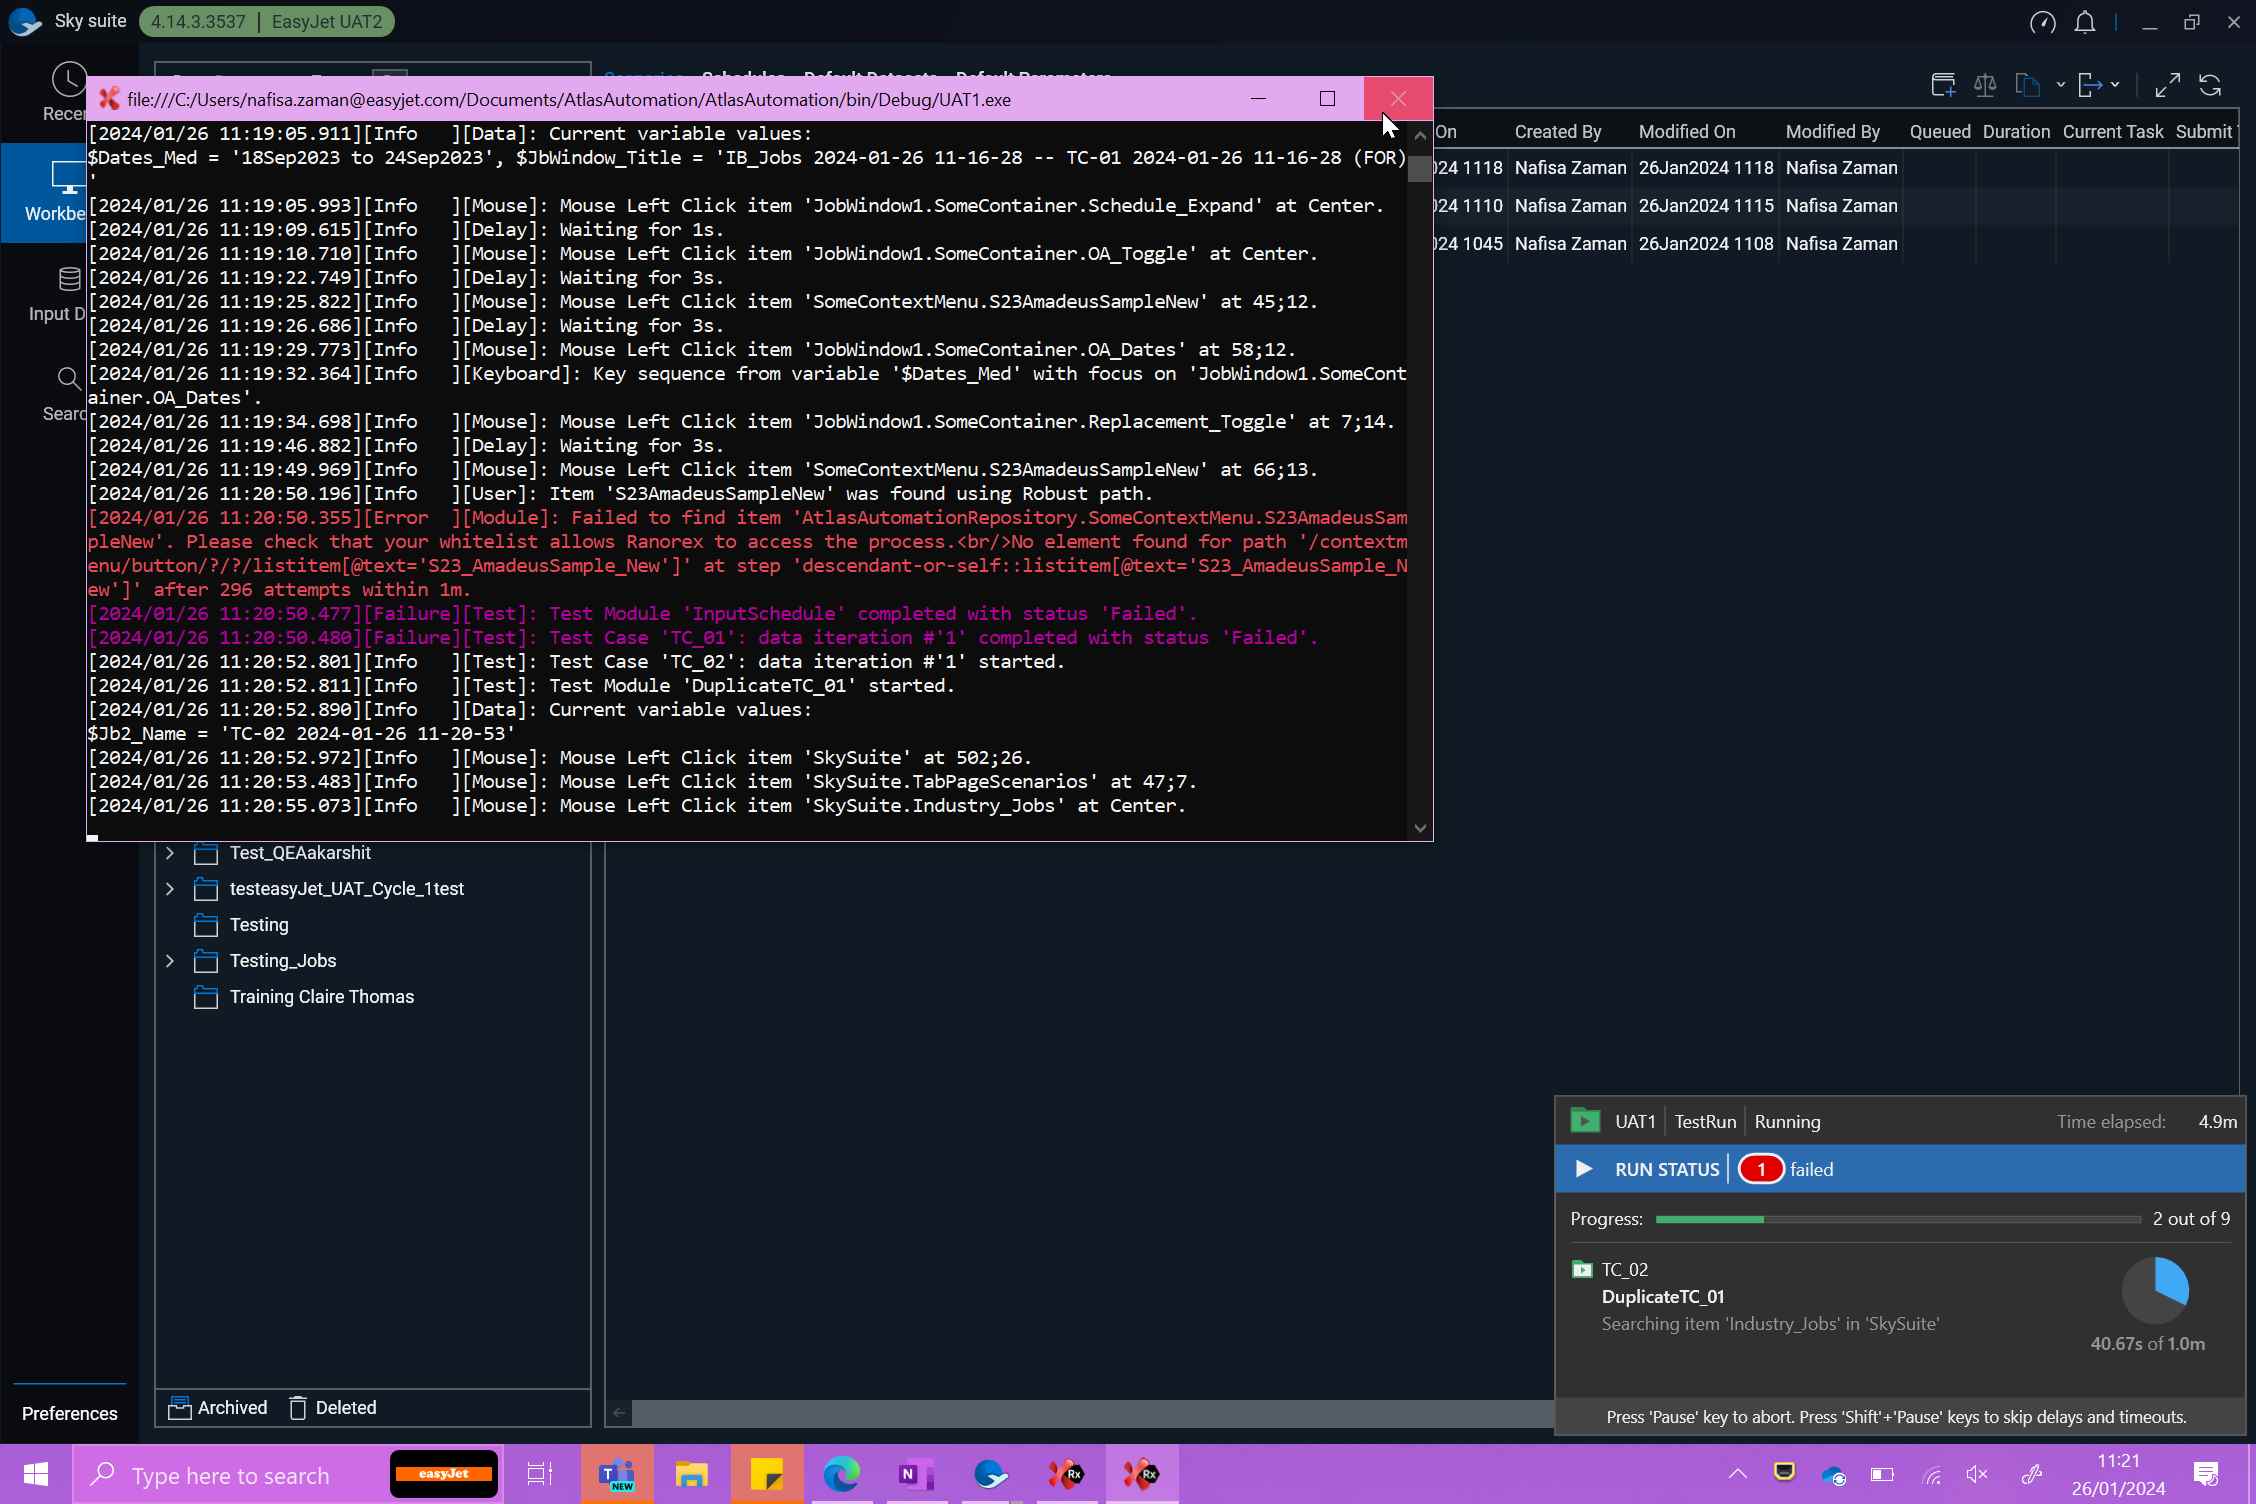 Sky suite 4.14.3.3537 | EasyJet UAT2
Recen
Workbe
Input D
Searc
file:///C:/Users/nafisa.zaman@easyjet.com/Documents/AtlasAutomation/AtlasAutomation/bin/Debug/UAT1.exe
[2024/01/26 11:19:05.911][Info   ][Data]: Current variable values:
$Dates_Med = '18Sep2023 to 24Sep2023', $JbWindow_Title = 'IB_Jobs 2024-01-26 11-16-28 -- TC-01 2024-01-26 11-16-28 (FOR)
'
[2024/01/26 11:19:05.993][Info   ][Mouse]: Mouse Left Click item 'JobWindow1.SomeContainer.Schedule_Expand' at Center.
[2024/01/26 11:19:09.615][Info   ][Delay]: Waiting for 1s.
[2024/01/26 11:19:10.710][Info   ][Mouse]: Mouse Left Click item 'JobWindow1.SomeContainer.OA_Toggle' at Center.
[2024/01/26 11:19:22.749][Info   ][Delay]: Waiting for 3s.
[2024/01/26 11:19:25.822][Info   ][Mouse]: Mouse Left Click item 'SomeContextMenu.S23AmadeusSampleNew' at 45;12.
[2024/01/26 11:19:26.686][Info   ][Delay]: Waiting for 3s.
[2024/01/26 11:19:29.773][Info   ][Mouse]: Mouse Left Click item 'JobWindow1.SomeContainer.OA_Dates' at 58;12.
[2024/01/26 11:19:32.364][Info   ][Keyboard]: Key sequence from variable '$Dates_Med' with focus on 'JobWindow1.SomeCont
ainer.OA_Dates'.
[2024/01/26 11:19:34.698][Info   ][Mouse]: Mouse Left Click item 'JobWindow1.SomeContainer.Replacement_Toggle' at 7;14.
[2024/01/26 11:19:46.882][Info   ][Delay]: Waiting for 3s.
[2024/01/26 11:19:49.969][Info   ][Mouse]: Mouse Left Click item 'SomeContextMenu.S23AmadeusSampleNew' at 66;13.
[2024/01/26 11:20:50.196][Info   ][User]: Item 'S23AmadeusSampleNew' was found using Robust path.
[2024/01/26 11:20:50.355][Error  ][Module]: Failed to find item 'AtlasAutomationRepository.SomeContextMenu.S23AmadeusSam
pleNew'. Please check that your whitelist allows Ranorex to access the process.<br/>No element found for path '/contextm
enu/button/?/?/listitem[@text='S23_AmadeusSample_New']' at step 'descendant-or-self::listitem[@text='S23_AmadeusSample_N
ew']' after 296 attempts within 1m.
[2024/01/26 11:20:50.477][Failure][Test]: Test Module 'InputSchedule' completed with status 'Failed'.
[2024/01/26 11:20:50.480][Failure][Test]: Test Case 'TC_01': data iteration #'1' completed with status 'Failed'.
[2024/01/26 11:20:52.801][Info   ][Test]: Test Case 'TC_02': data iteration #'1' started.
[2024/01/26 11:20:52.811][Info   ][Test]: Test Module 'DuplicateTC_01' started.
[2024/01/26 11:20:52.890][Info   ][Data]: Current variable values:
$Jb2_Name = 'TC-02 2024-01-26 11-20-53'
[2024/01/26 11:20:52.972][Info   ][Mouse]: Mouse Left Click item 'SkySuite' at 502;26.
[2024/01/26 11:20:53.483][Info   ][Mouse]: Mouse Left Click item 'SkySuite.TabPageScenarios' at 47;7.
[2024/01/26 11:20:55.073][Info   ][Mouse]: Mouse Left Click item 'SkySuite.Industry_Jobs' at Center.
On Created By Modified On Modified By Queued Duration Current Task Submit
024 1118 Nafisa Zaman 26Jan2024 1118 Nafisa Zaman
024 1110 Nafisa Zaman 26Jan2024 1115 Nafisa Zaman
024 1045 Nafisa Zaman 26Jan2024 1108 Nafisa Zaman
Test_QEAakarshit
testeasyJet_UAT_Cycle_1test
Testing
Testing_Jobs
Training Claire Thomas
Archived Deleted
Preferences
UAT1 | TestRun | Running Time elapsed: 4.9m
RUN STATUS | 1 failed
Progress: 2 out of 9
TC_02
DuplicateTC_01
Searching item 'Industry_Jobs' in 'SkySuite'
40.67s of 1.0m
Press 'Pause' key to abort. Press 'Shift'+'Pause' keys to skip delays and timeouts.
Type here to search
easyJet
NEW
11:21
26/01/2024